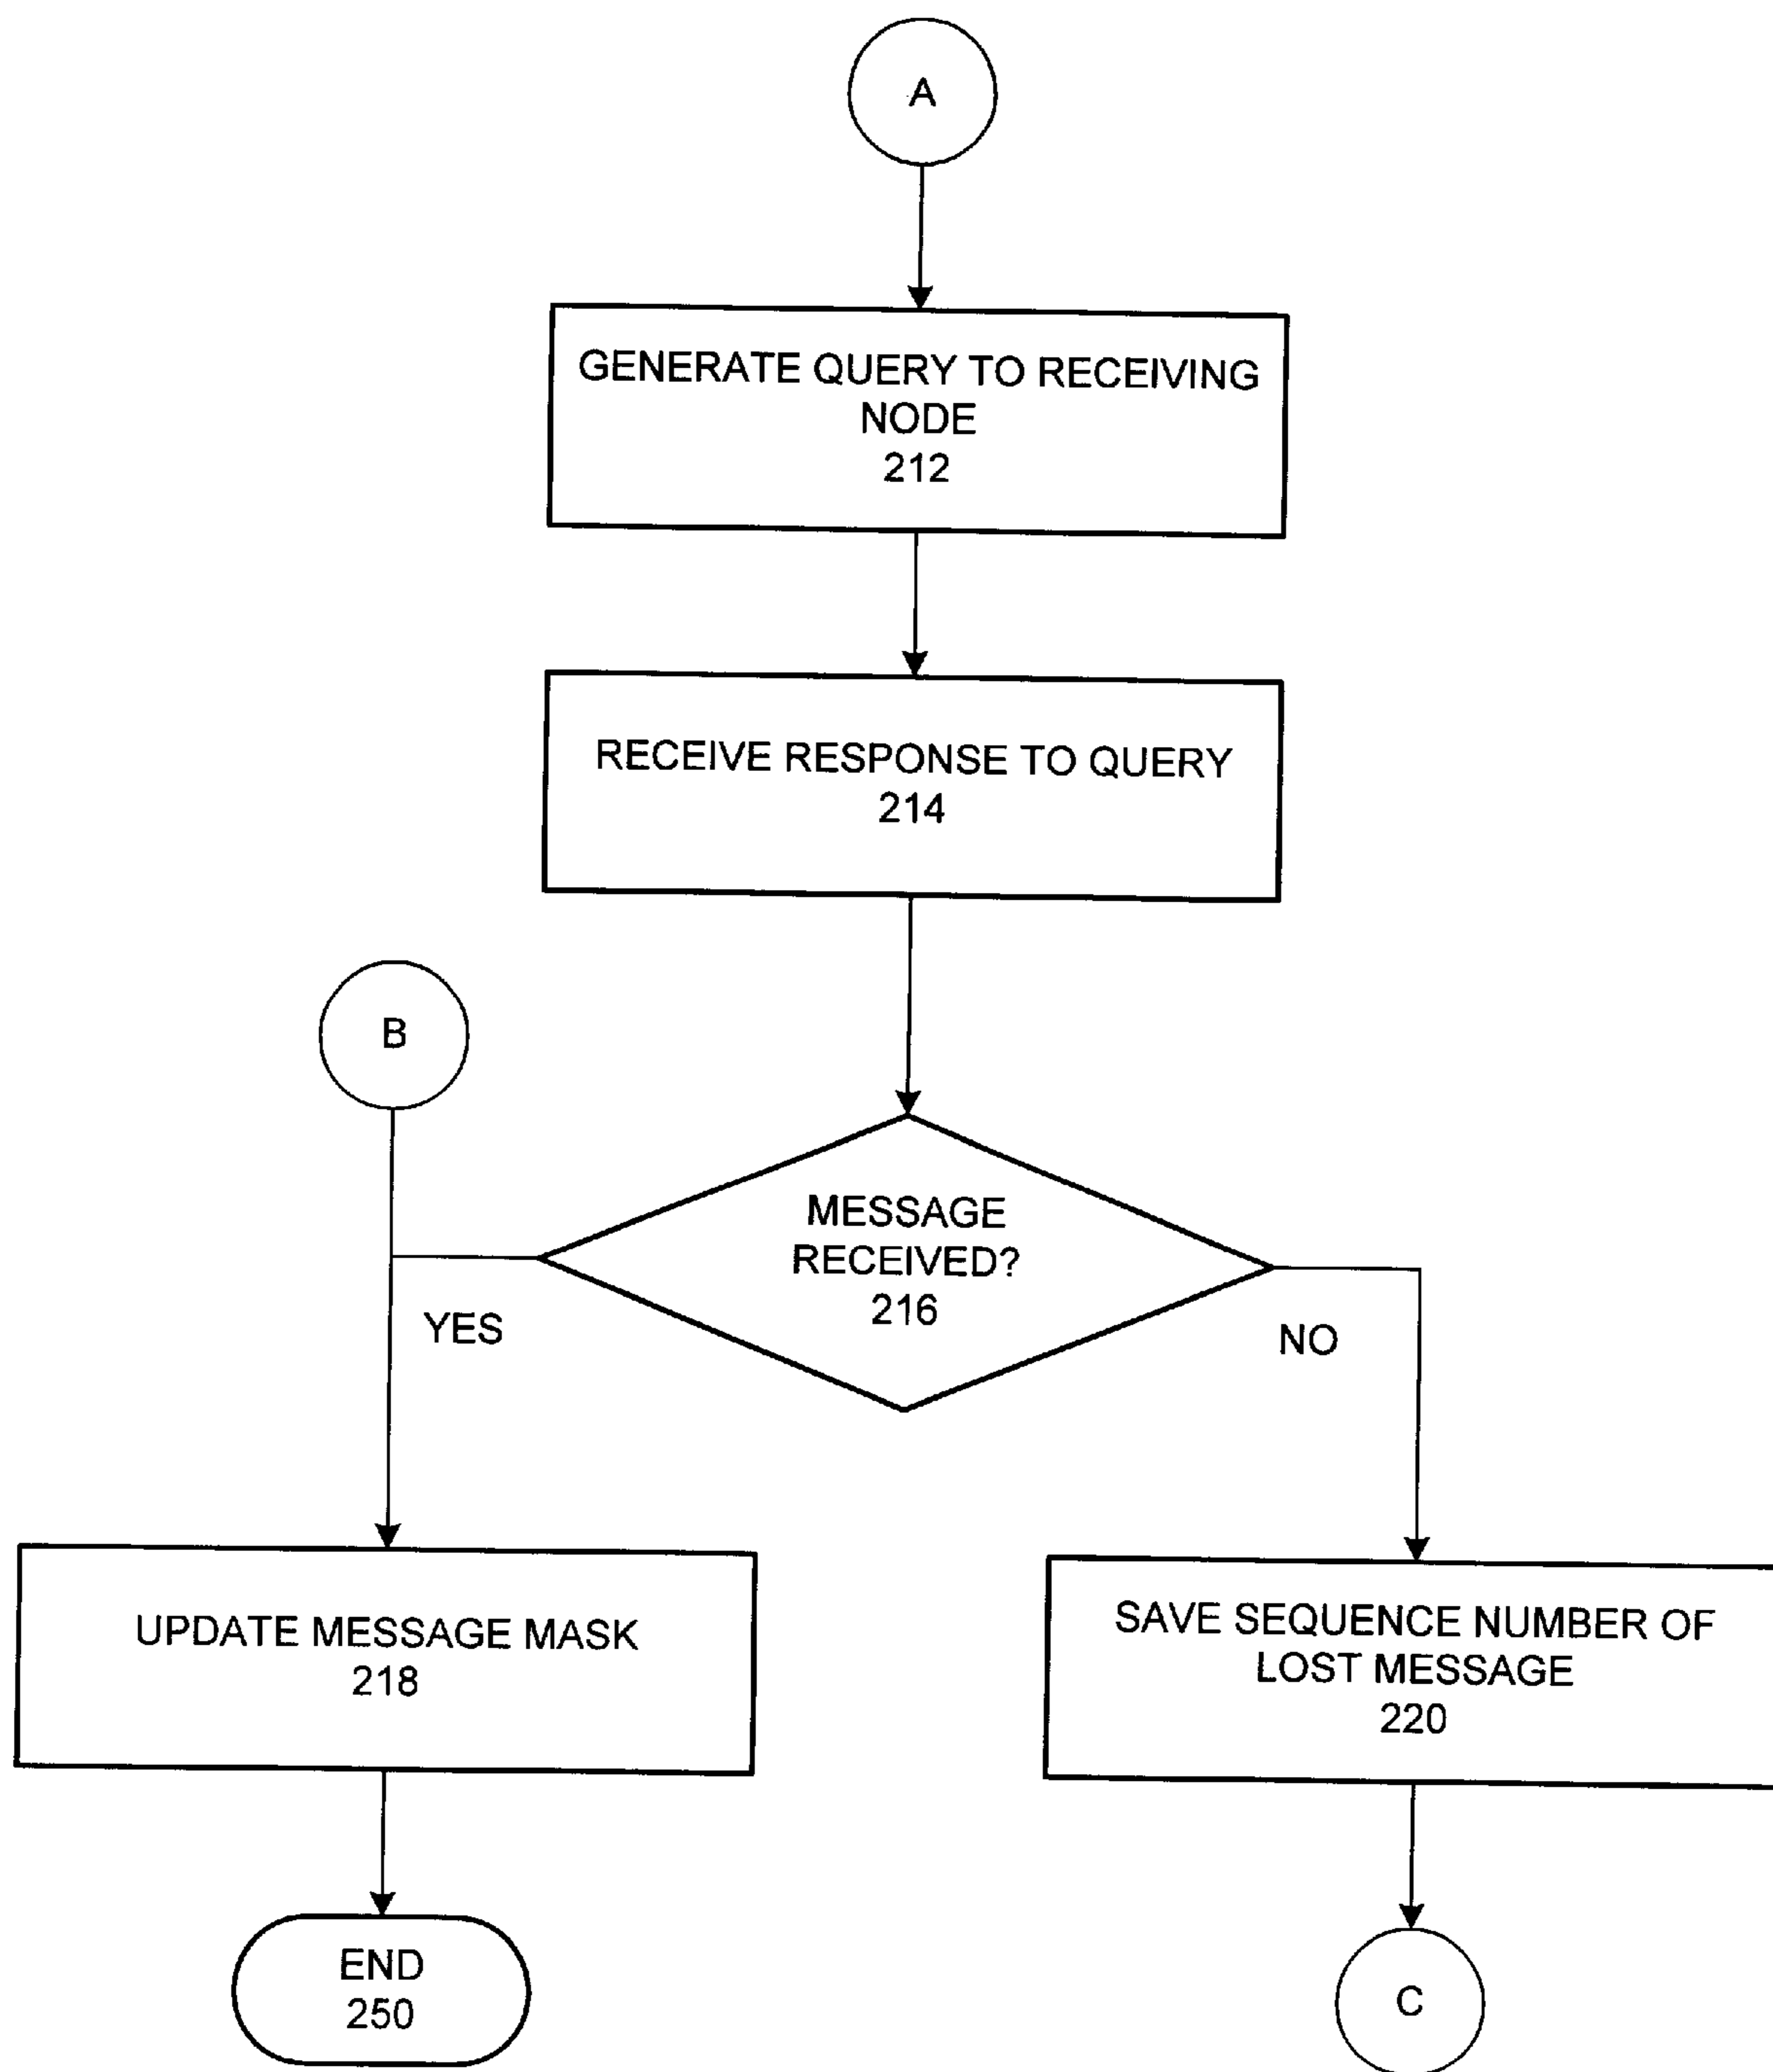 A
GENERATE QUERY TO RECEIVING
NODE
212
RECEIVE RESPONSE TO QUERY
214
B
MESSAGE
RECEIVED?
216
YES
NO
UPDATE MESSAGE MASK
218
SAVE SEQUENCE NUMBER OF
LOST MESSAGE
220
END
250
C